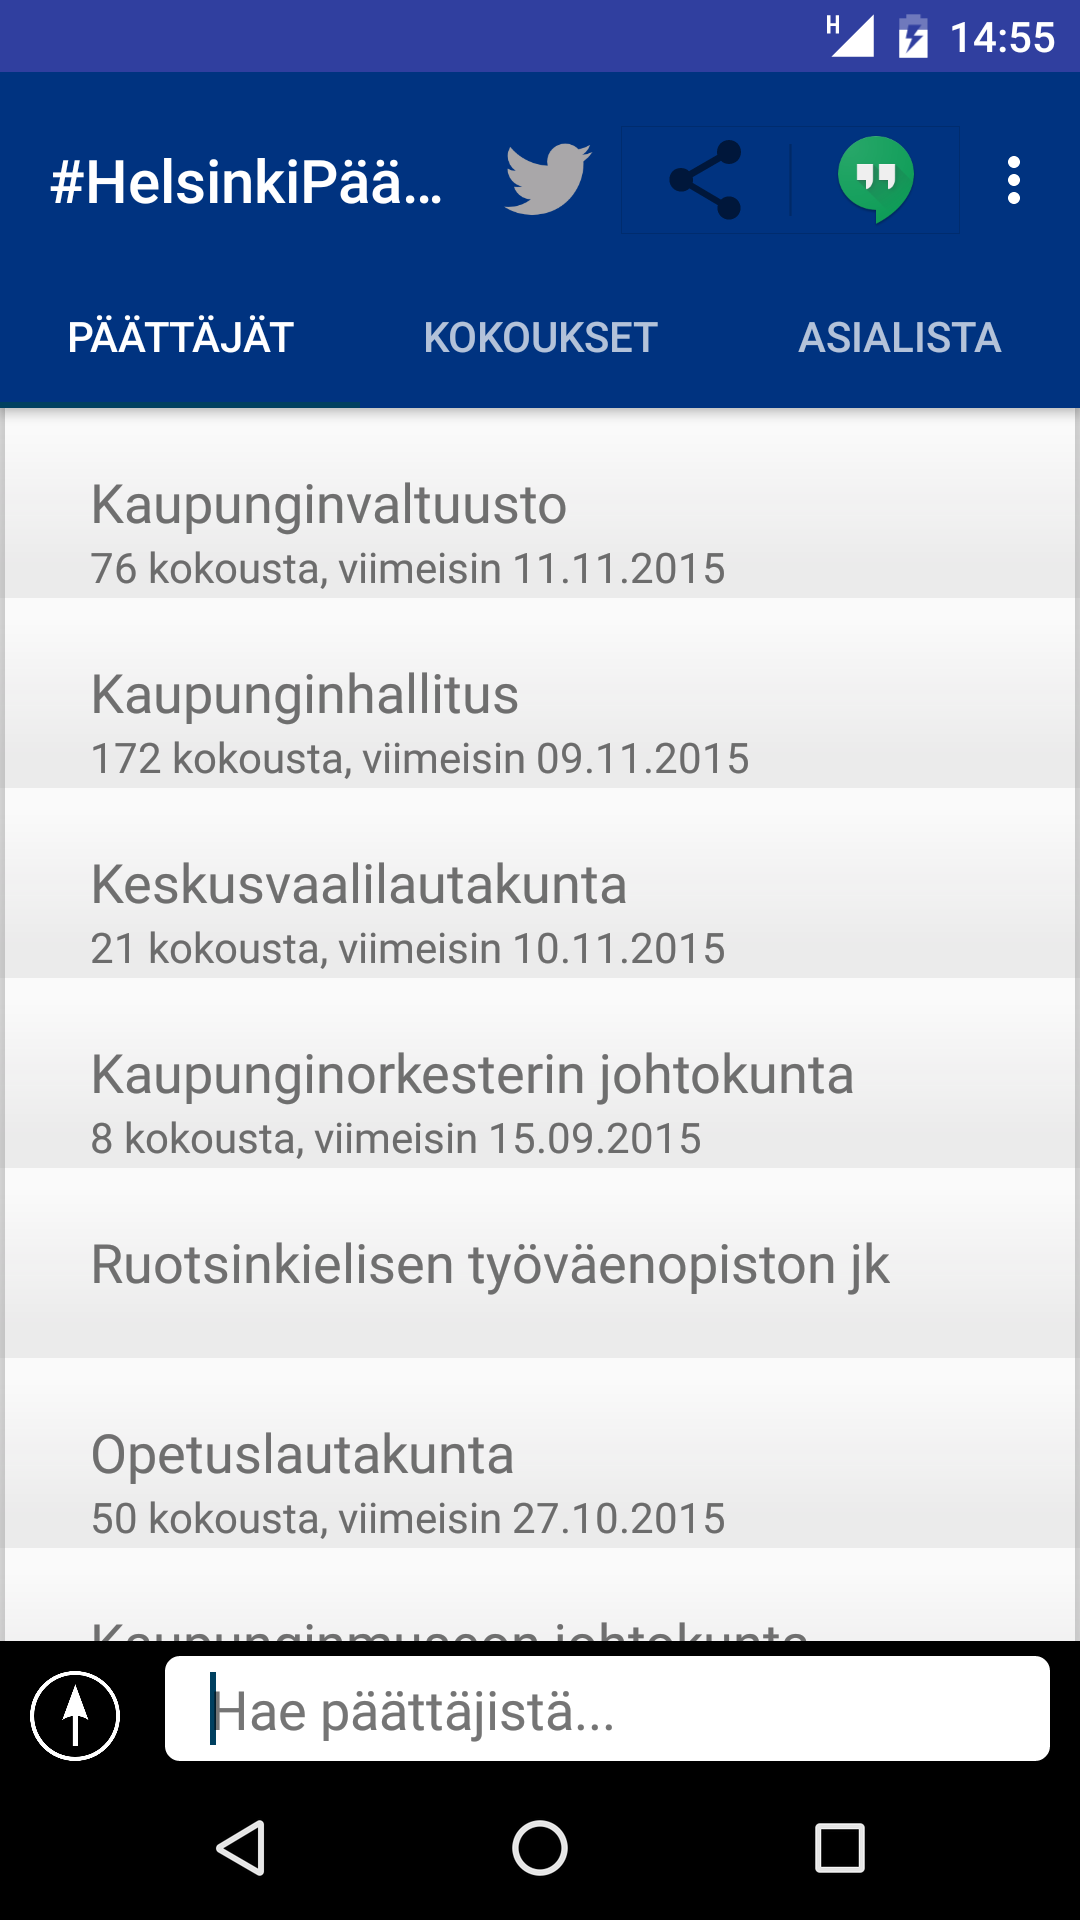 H 14:55
#HelsinkiPää...
PÄÄTTÄJÄT KOKOUKSET ASIALISTA
Kaupunginvaltuusto
76 kokousta, viimeisin 11.11.2015
Kaupunginhallitus
172 kokousta, viimeisin 09.11.2015
Keskusvaalilautakunta
21 kokousta, viimeisin 10.11.2015
Kaupunginorkesterin johtokunta
8 kokousta, viimeisin 15.09.2015
Ruotsinkielisen työväenopiston jk
Opetuslautakunta
50 kokousta, viimeisin 27.10.2015
Kaupunginmuseon johtokunta
Hae päättäjistä...